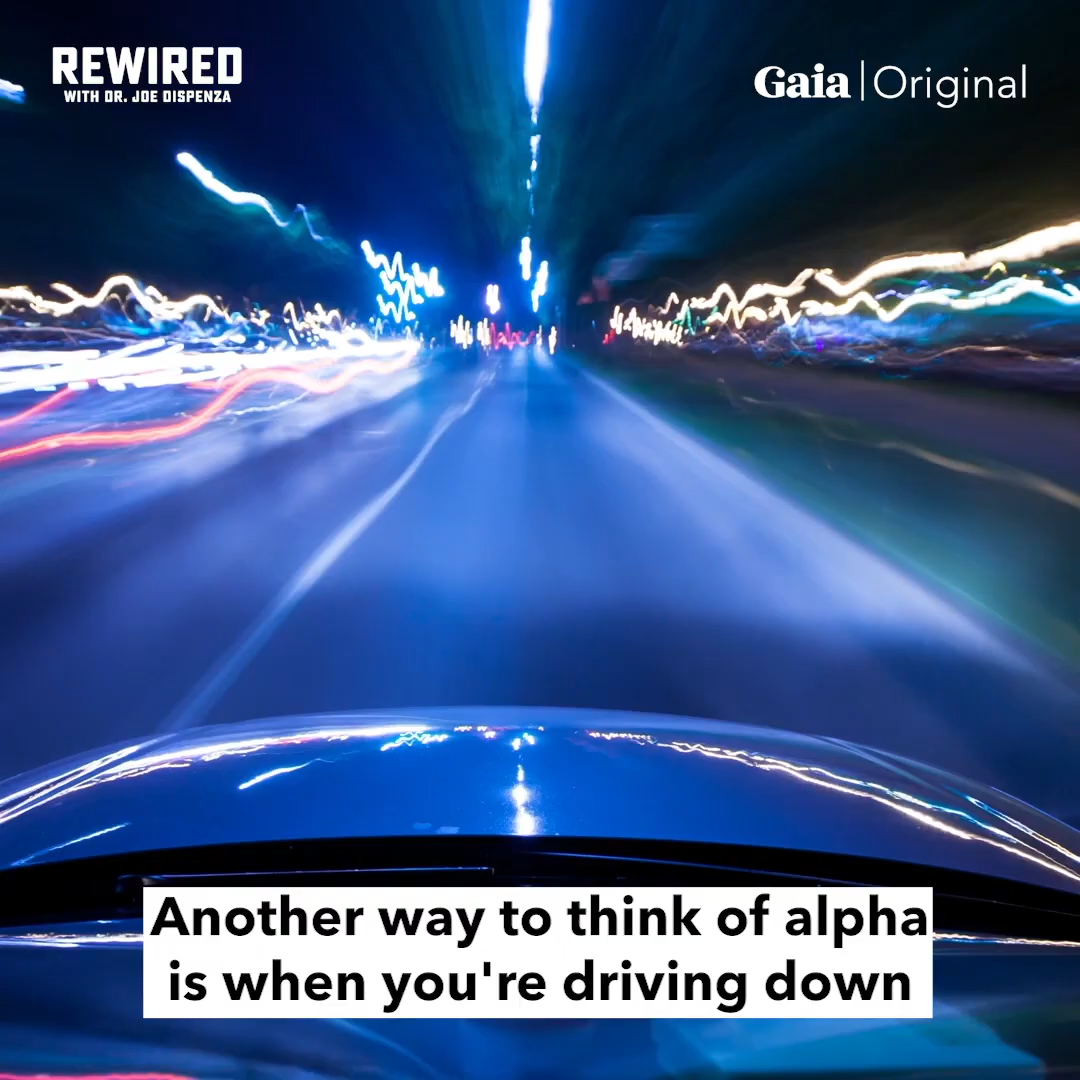 REWIRED
WITH DR. JOE DISPENZA
Gaia | Original
Another way to think of alpha
is when you're driving down